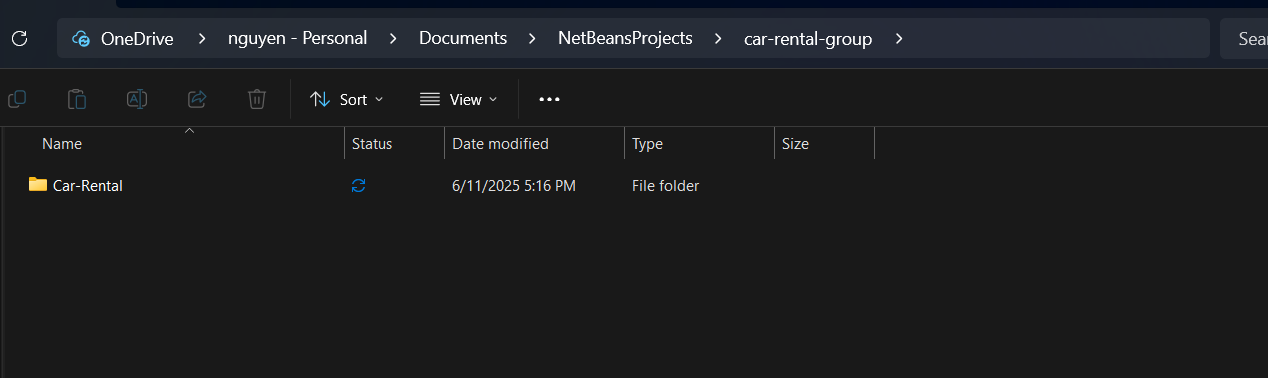 OneDrive > nguyen - Personal > Documents > NetBeansProjects > car-rental-group >
Sort View
Name Status Date modified Type Size
Car-Rental 6/11/2025 5:16 PM File folder